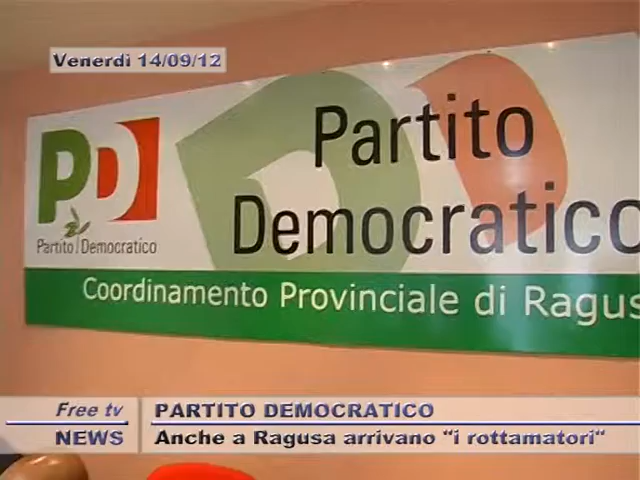 Venerdì 14/09/12
PD
Partito Democratico
Partito
Democratico
Coordinamento Provinciale di Ragus
Free tv
NEWS
PARTITO DEMOCRATICO
Anche a Ragusa arrivano "i rottamatori"